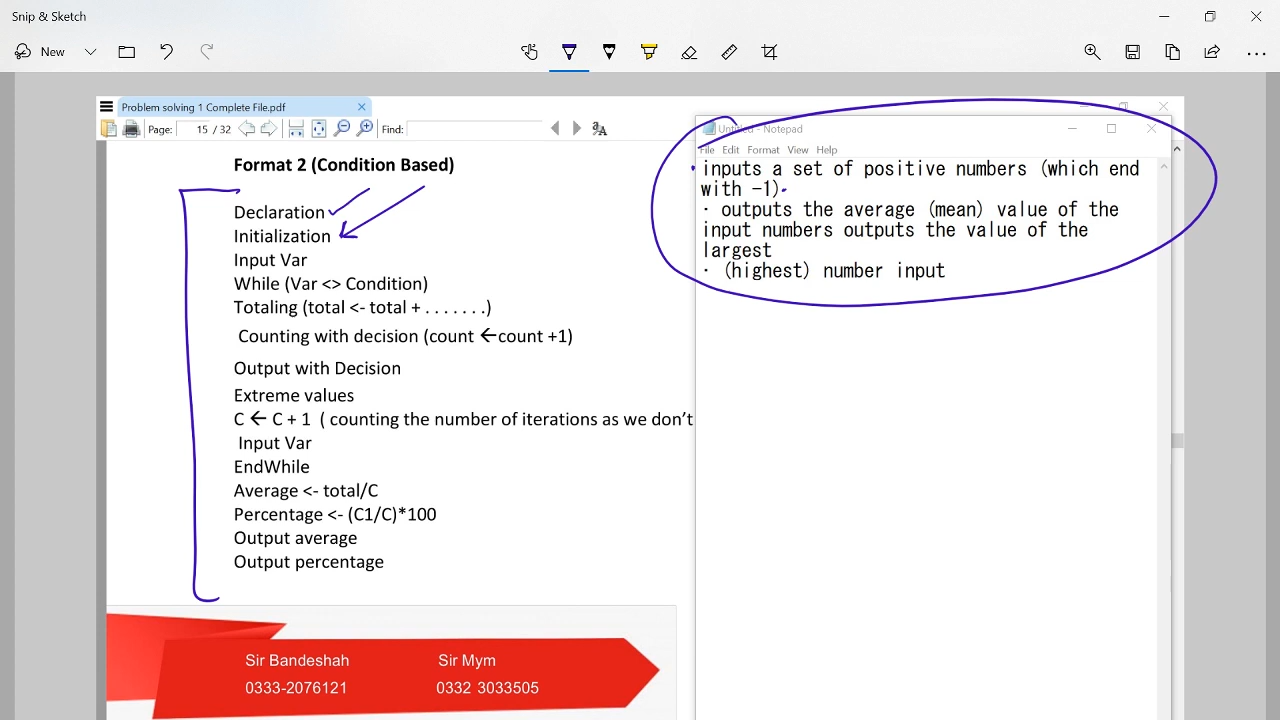 Snip & Sketch
New
Problem solving 1 Complete File.pdf
Page: 15 / 32 Find:
Format 2 (Condition Based)
Declaration
Initialization
Input Var
While (Var <> Condition)
Totaling (total <- total + . . . . . . .)
Counting with decision (count ←count +1)
Output with Decision
Extreme values
C ← C + 1 ( counting the number of iterations as we don't
Input Var
EndWhile
Average <- total/C
Percentage <- (C1/C)*100
Output average
Output percentage
Sir Bandeshah Sir Mym
0333-2076121 0332 3033505
Untitled - Notepad
File Edit Format View Help
inputs a set of positive numbers (which end
with -1)
· outputs the average (mean) value of the
input numbers outputs the value of the
largest
· (highest) number input